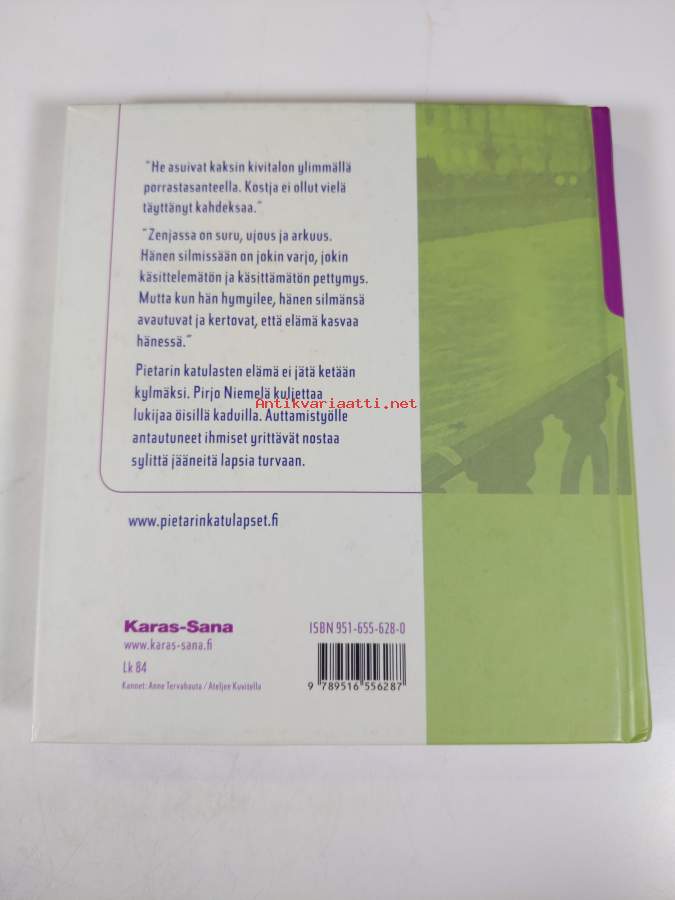 "He asuivat kaksin kivitalon ylimmällä
porrastasanteella. Kostja ei ollut vielä
täyttänyt kahdeksaa."
"Zenjassa on suru, ujous ja arkuus.
Hänen silmissään on jokin varjo, jokin
käsittelemätön ja käsittämätön pettymys.
Mutta kun hän hymyilee, hänen silmänsä
avautuvat ja kertovat, että elämä kasvaa
hänessä."
Pietarin katulasten elämä ei jätä ketään
kylmäksi. Pirjo Niemelä kuljettaa
Antikvariaatti.net
lukijaa öisillä kaduilla. Auttamistyölle
antautuneet ihmiset yrittävät nostaa
sylittä jääneitä lapsia turvaan.
www.pietarinkatulapset.fi
Karas-Sana
www.karas-sana.fi
Lk 84
Kannet: Anne Tervahauta / Ateljee Kuvitella
ISBN 951-655-628-0
9 789516 556287